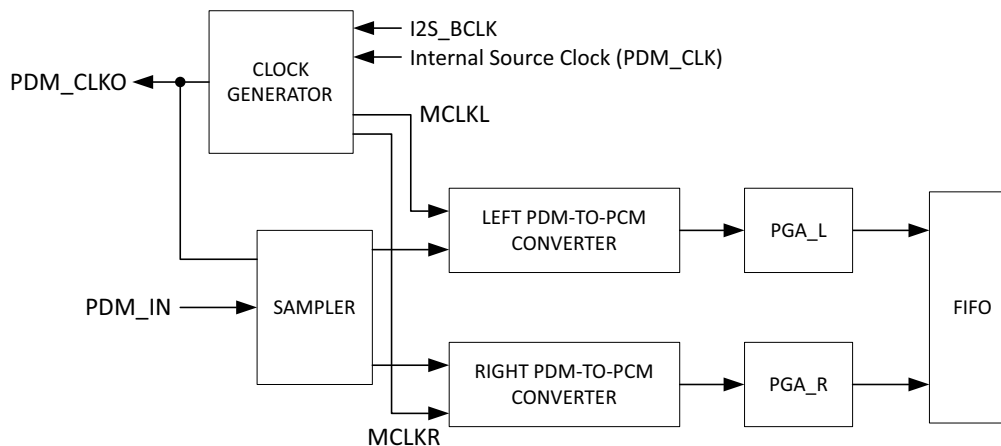 I2S_BCLK
Internal Source Clock (PDM_CLK)
PDM_CLKO
CLOCK
GENERATOR
MCLKL
LEFT PDM-TO-PCM
CONVERTER
PGA_L
PDM_IN
SAMPLER
FIFO
RIGHT PDM-TO-PCM
CONVERTER
PGA_R
MCLKR